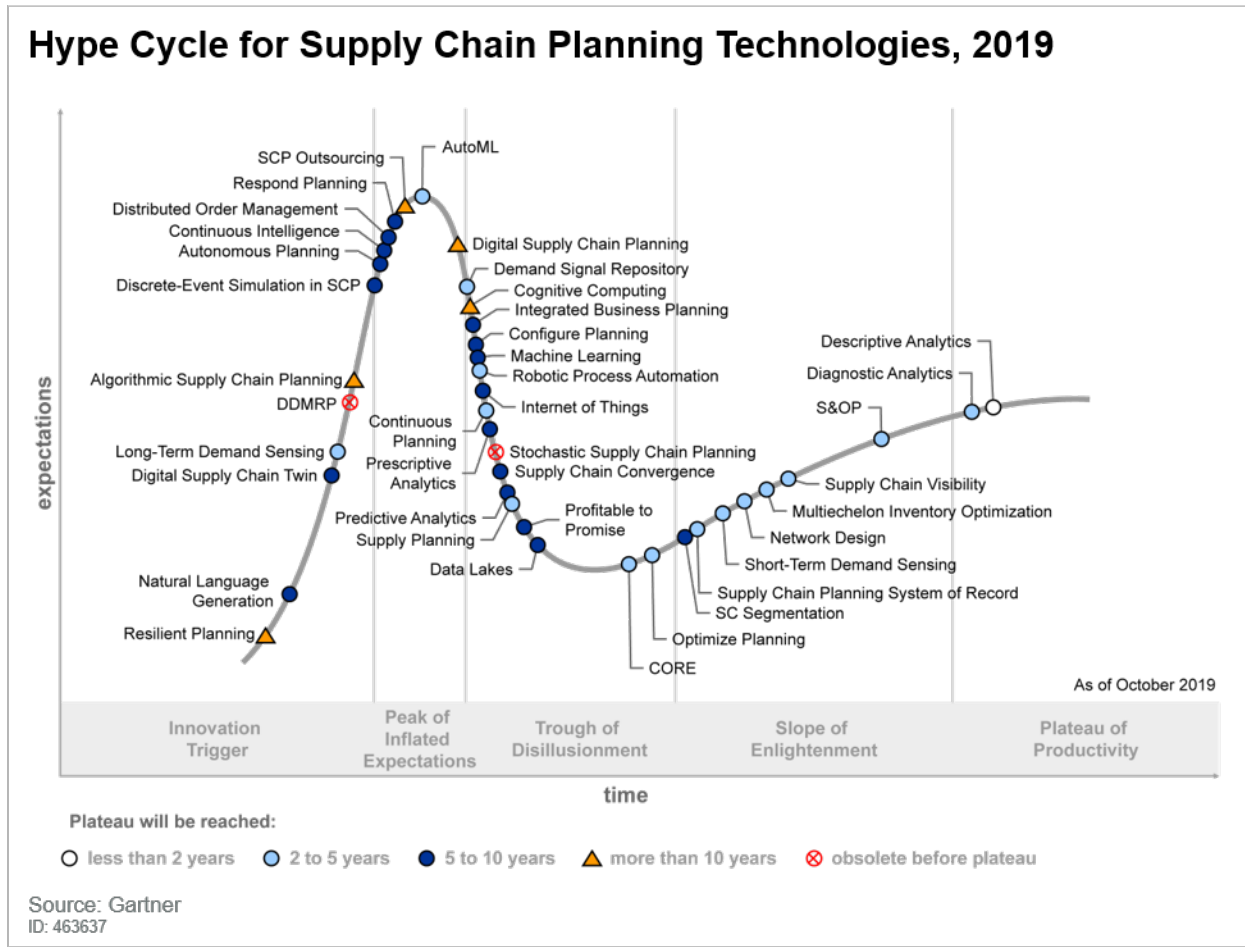 Hype Cycle for Supply Chain Planning Technologies, 2019
expectations
AutoML
SCP Outsourcing
Respond Planning
Distributed Order Management
Continuous Intelligence
Autonomous Planning
Discrete-Event Simulation in SCP
Algorithmic Supply Chain Planning
DDMRP
Long-Term Demand Sensing
Digital Supply Chain Twin
Natural Language
Generation
Resilient Planning
Digital Supply Chain Planning
Demand Signal Repository
Cognitive Computing
Integrated Business Planning
Configure Planning
Machine Learning
Robotic Process Automation
Internet of Things
Continuous
Planning
Prescriptive
Analytics
Stochastic Supply Chain Planning
Supply Chain Convergence
Predictive Analytics
Supply Planning
Profitable to
Promise
Data Lakes
Descriptive Analytics
Diagnostic Analytics
S&OP
Supply Chain Visibility
Multiechelon Inventory Optimization
Network Design
Short-Term Demand Sensing
Supply Chain Planning System of Record
SC Segmentation
Optimize Planning
CORE
As of October 2019
Innovation
Trigger
Peak of
Inflated
Expectations
Trough of
Disillusionment
Slope of
Enlightenment
Plateau of
Productivity
time
Plateau will be reached:
less than 2 years
2 to 5 years
5 to 10 years
more than 10 years
obsolete before plateau
Source: Gartner
ID: 463637